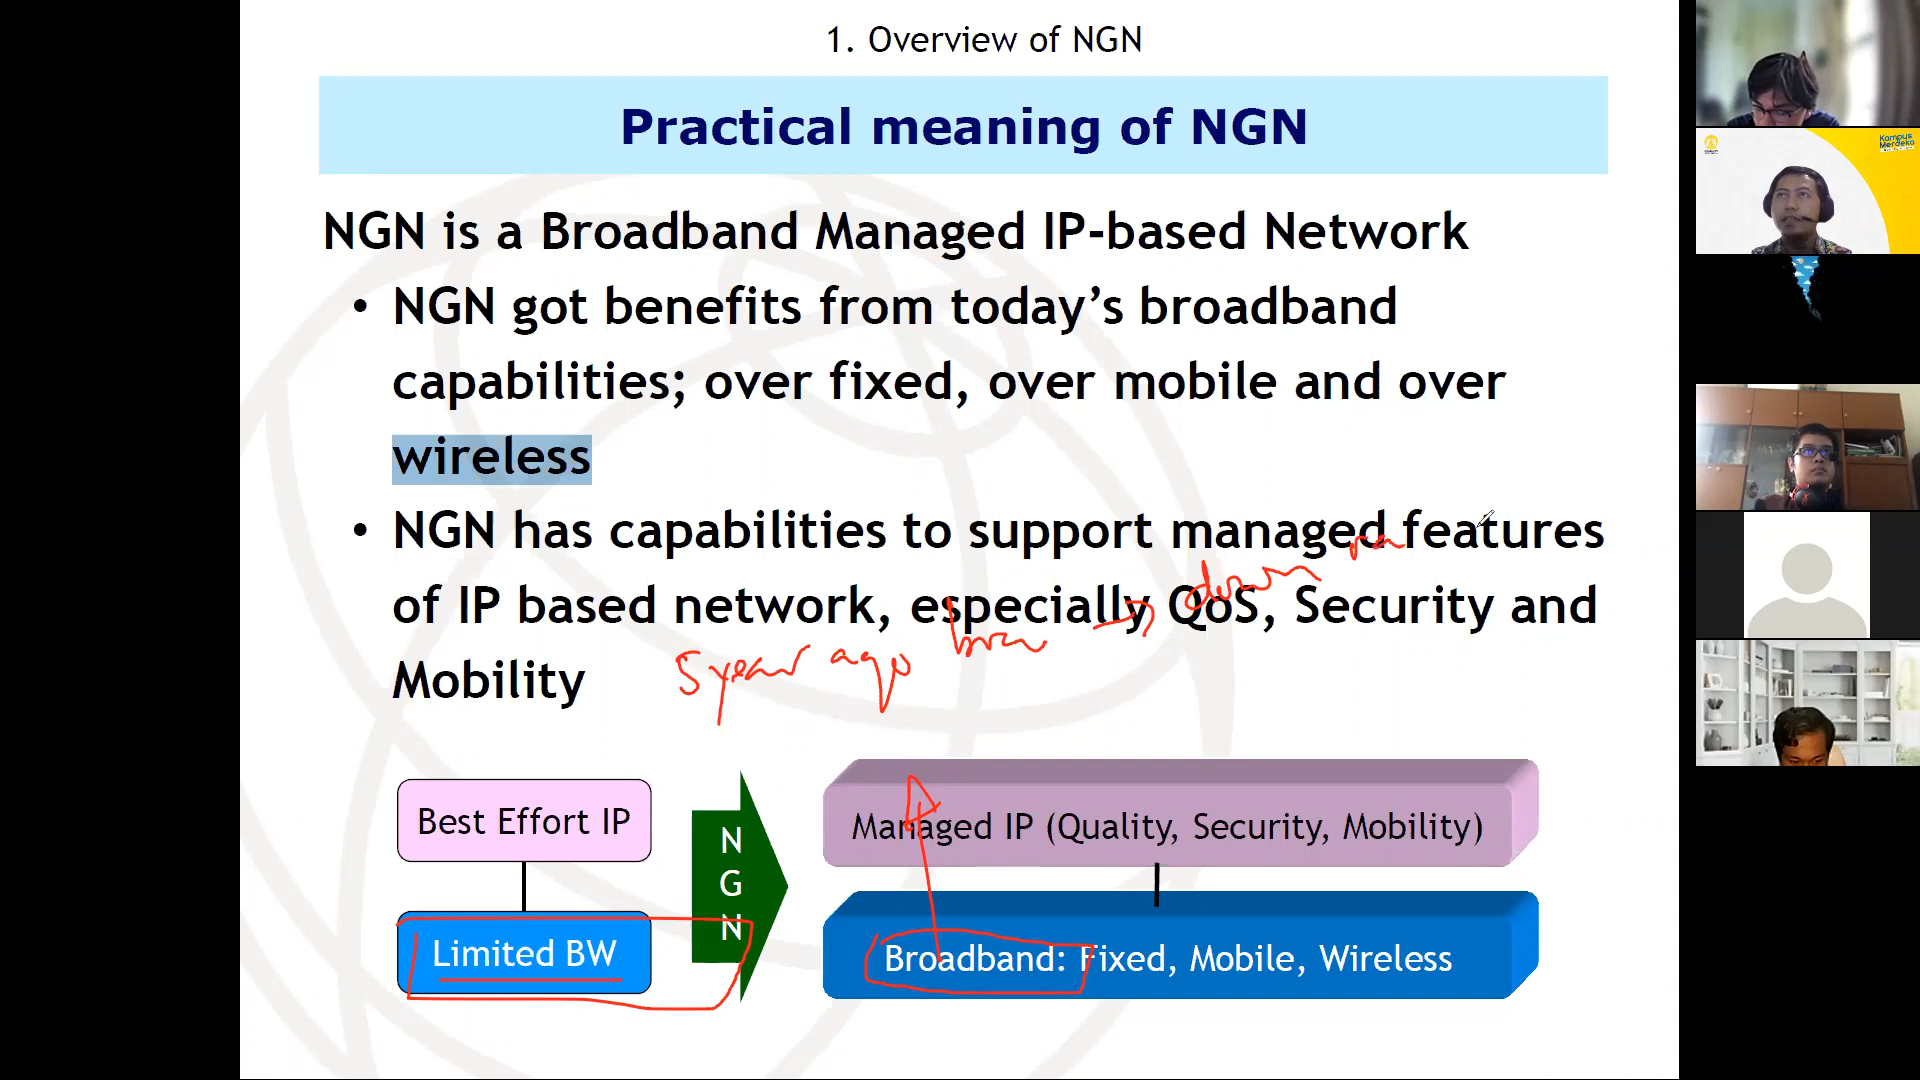 1. Overview of NGN
Practical meaning of NGN
NGN is a Broadband Managed IP-based Network
• NGN got benefits from today’s broadband
capabilities; over fixed, over mobile and over
wireless
• NGN has capabilities to support managed features
of IP based network, especially QoS, Security and
Mobility
5 year ago
down
Best Effort IP
Limited BW
N
G
N
Managed IP (Quality, Security, Mobility)
Broadband: Fixed, Mobile, Wireless
Kampus
Merdeka